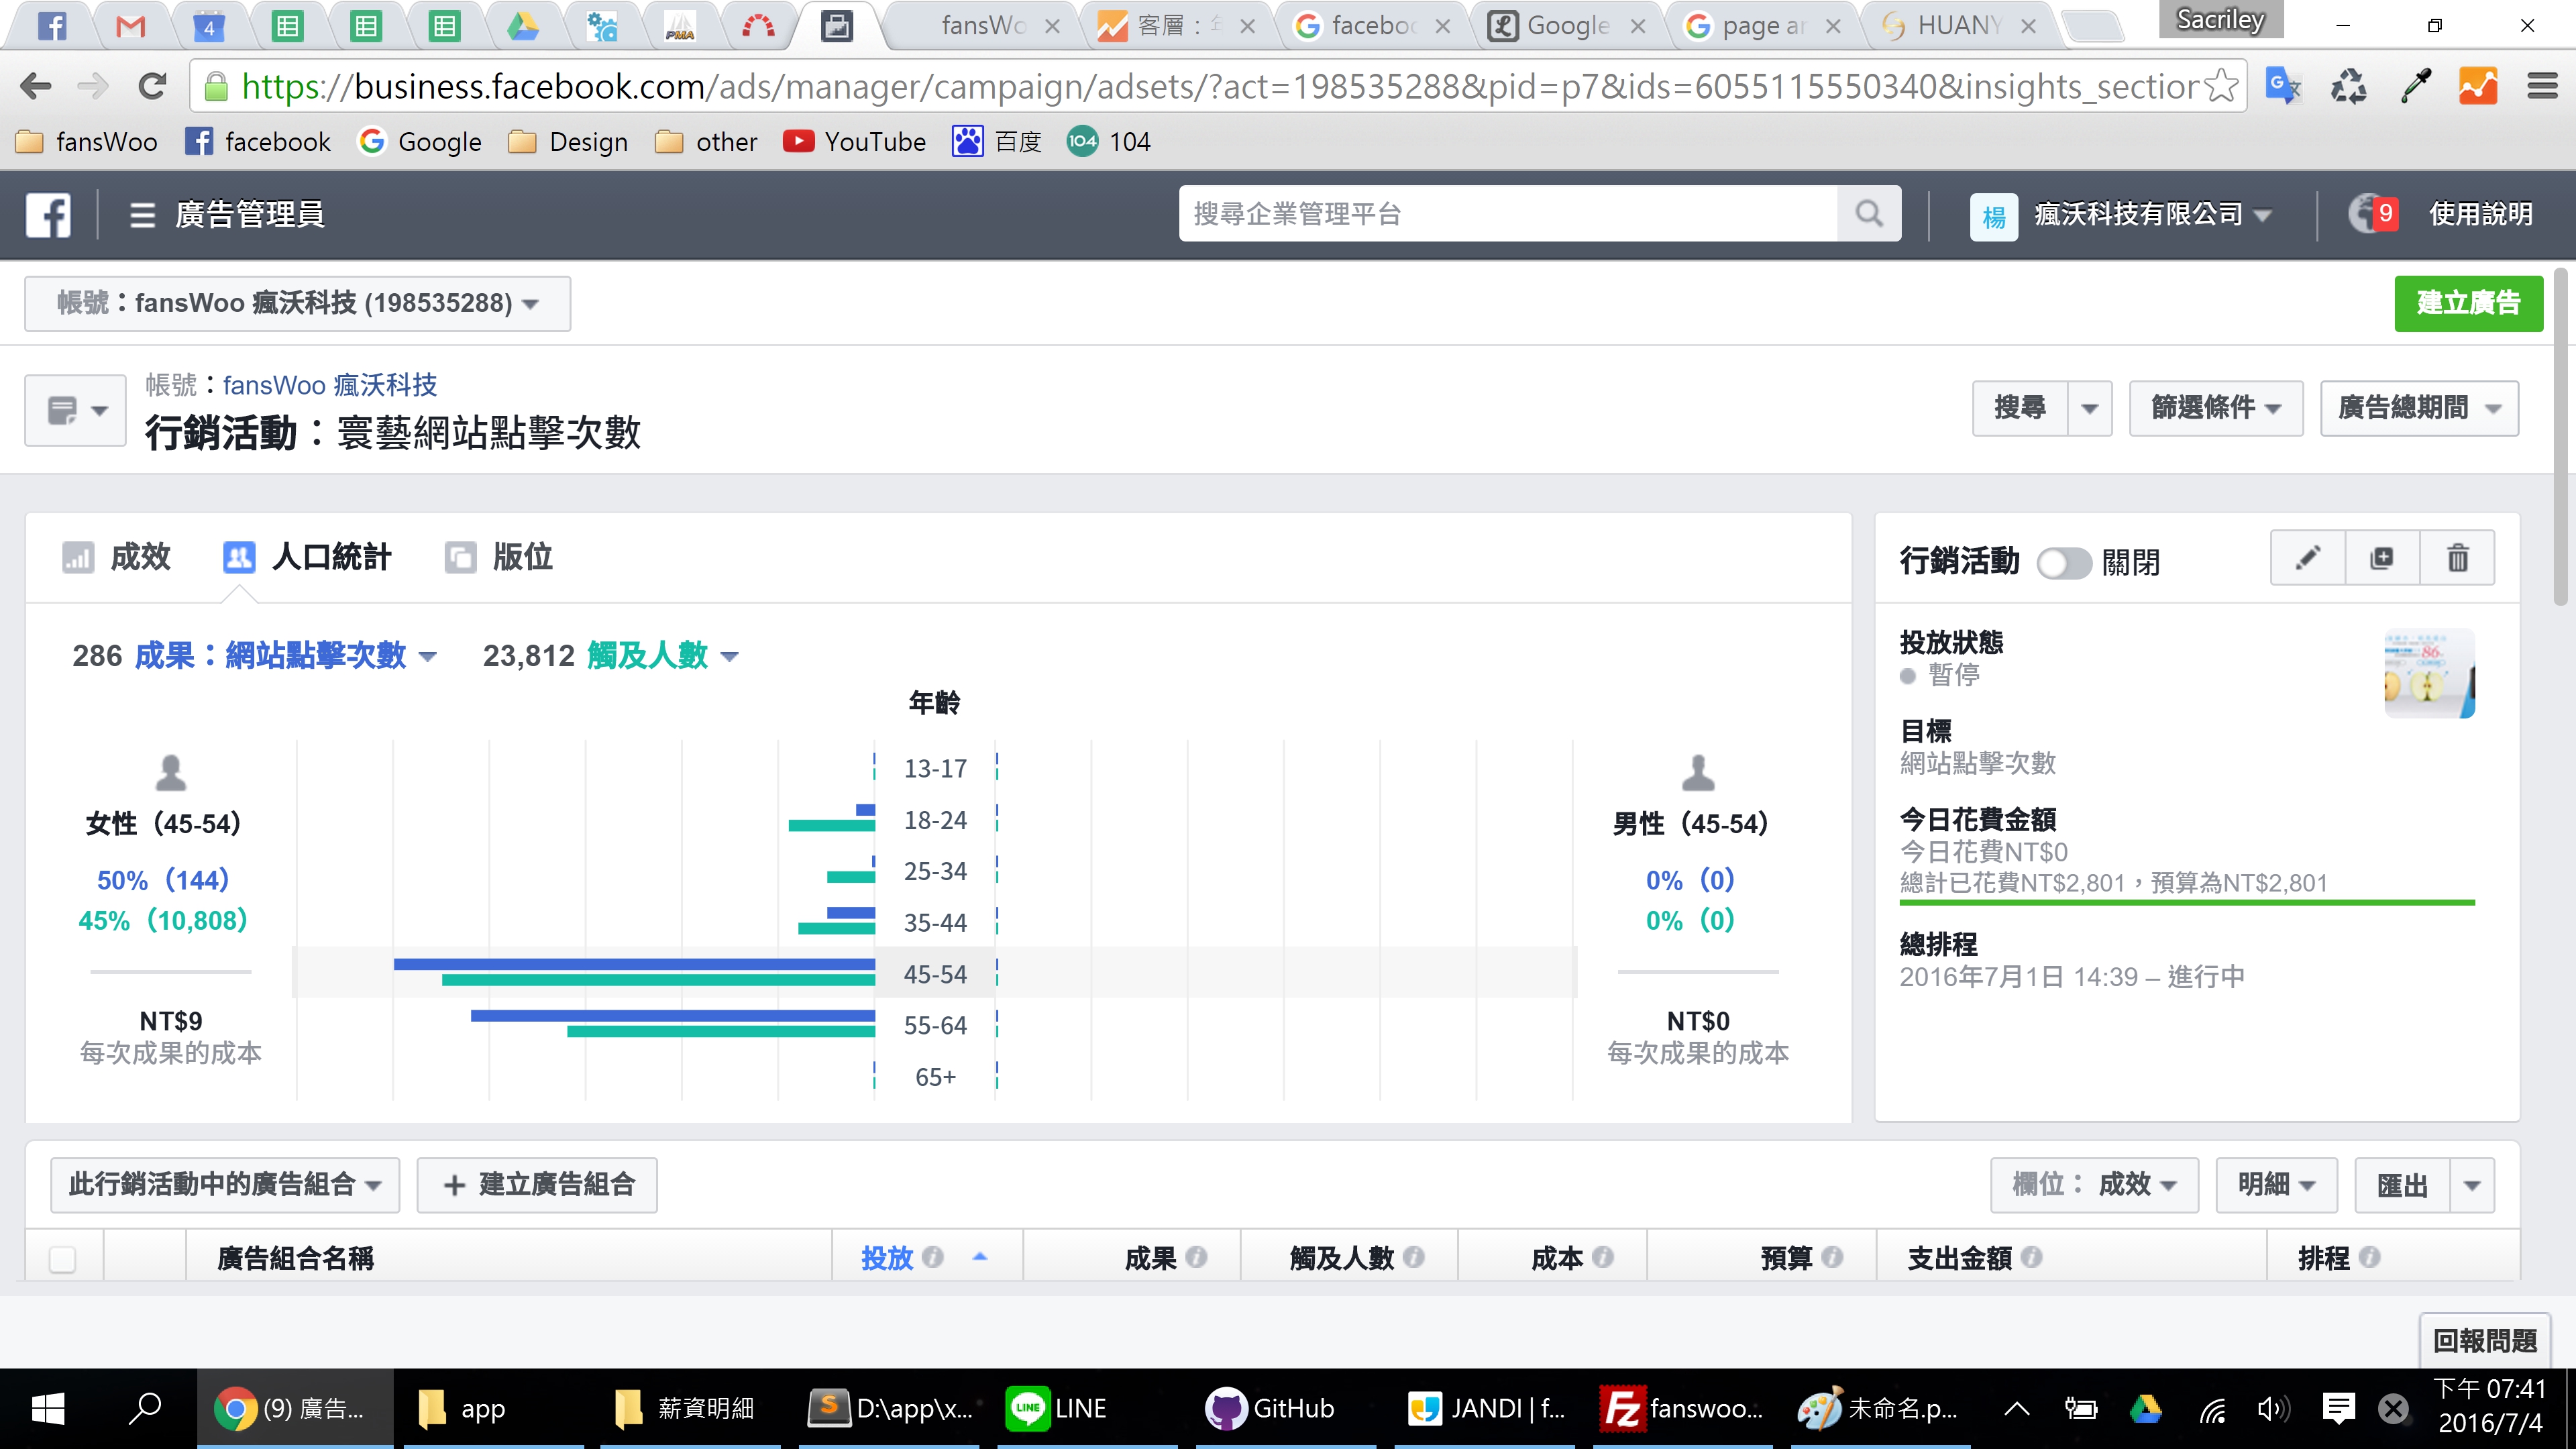 4
fansWo
客層：年
faceboo
Google
page an
HUANY
Sacriley
https://business.facebook.com/ads/manager/campaign/adsets/?act=198535288&pid=p7&ids=6055115550340&insights_section
fansWoo
facebook
Google
Design
other
YouTube
百度
104
廣告管理員
搜尋企業管理平台
楊
瘋沃科技有限公司
9
使用說明
帳號：fansWoo 瘋沃科技 (198535288)
建立廣告
帳號：fansWoo 瘋沃科技
行銷活動：寰藝網站點擊次數
搜尋
篩選條件
廣告總期間
成效
人口統計
版位
286 成果：網站點擊次數
23,812 觸及人數
年齡
13-17
18-24
25-34
35-44
45-54
55-64
65+
女性（45-54）
50%（144）
45%（10,808）
NT$9
每次成果的成本
男性（45-54）
0%（0）
0%（0）
NT$0
每次成果的成本
行銷活動 關閉
投放狀態
暫停
86
目標
網站點擊次數
今日花費金額
今日花費NT$0
總計已花費NT$2,801，預算為NT$2,801
總排程
2016年7月1日 14:39 – 進行中
此行銷活動中的廣告組合
+ 建立廣告組合
欄位： 成效
明細
匯出
廣告組合名稱
投放
成果
觸及人數
成本
預算
支出金額
排程
回報問題
(9) 廣告...
app
薪資明細
D:\app\x...
LINE
GitHub
JANDI | f...
fanswoo...
未命名.p...
下午 07:41
2016/7/4